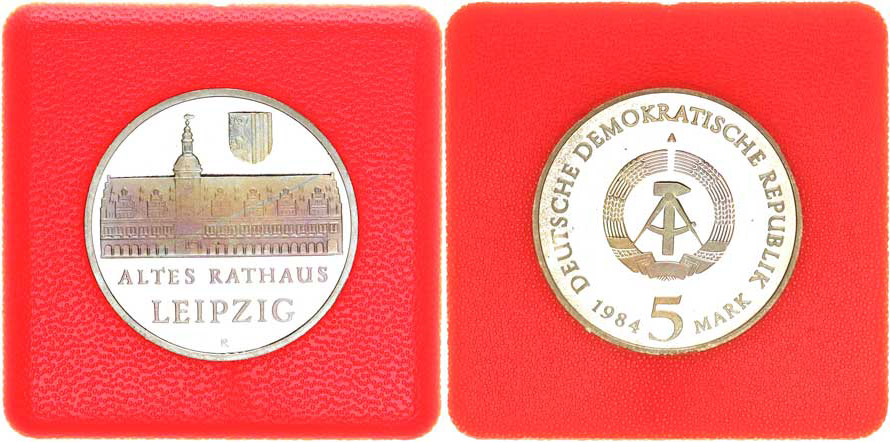 ALTES RATHAUS
LEIPZIG
DEUTSCHE DEMOKRATISCHE REPUBLIK
1984 5 MARK